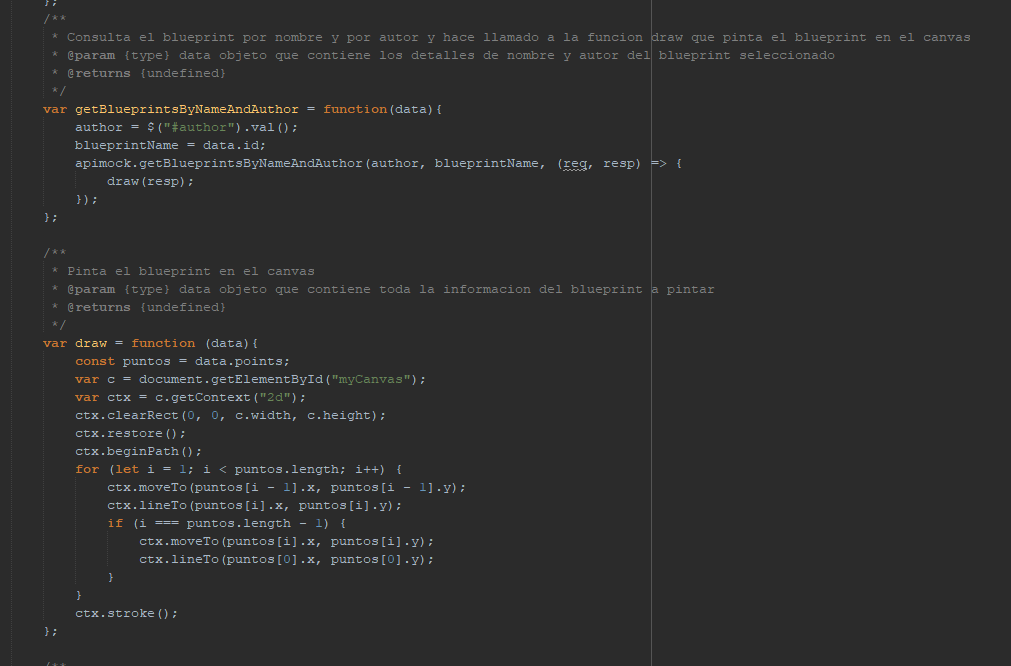 };
/**
 * Consulta el blueprint por nombre y por autor y hace llamado a la funcion draw que pinta el blueprint en el canvas
 * @param {type} data objeto que contiene los detalles de nombre y autor del blueprint seleccionado
 * @returns {undefined}
 */
var getBlueprintsByNameAndAuthor = function(data){
    author = $("#author").val();
    blueprintName = data.id;
    apimock.getBlueprintsByNameAndAuthor(author, blueprintName, (req, resp) => {
        draw(resp);
    });
};

/**
 * Pinta el blueprint en el canvas
 * @param {type} data objeto que contiene toda la informacion del blueprint a pintar
 * @returns {undefined}
 */
var draw = function (data){
    const puntos = data.points;
    var c = document.getElementById("myCanvas");
    var ctx = c.getContext("2d");
    ctx.clearRect(0, 0, c.width, c.height);
    ctx.restore();
    ctx.beginPath();
    for (let i = 1; i < puntos.length; i++) {
        ctx.moveTo(puntos[i - 1].x, puntos[i - 1].y);
        ctx.lineTo(puntos[i].x, puntos[i].y);
        if (i === puntos.length - 1) {
            ctx.moveTo(puntos[i].x, puntos[i].y);
            ctx.lineTo(puntos[0].x, puntos[0].y);
        }
    }
    ctx.stroke();
};

/**